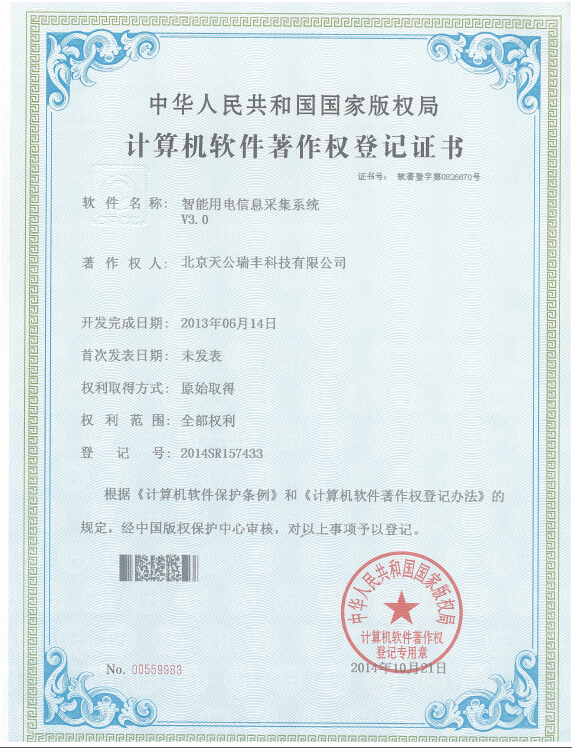 中华人民共和国国家版权局
计算机软件著作权登记证书
证书号： 软著登字第0826670号
软件名称： 智能用电信息采集系统
V3.0
著作权人： 北京天公瑞丰科技有限公司
开发完成日期： 2013年06月14日
首次发表日期： 未发表
权利取得方式： 原始取得
权利范围： 全部权利
登记号： 2014SR157433
根据《计算机软件保护条例》和《计算机软件著作权登记办法》的
规定，经中国版权保护中心审核，对以上事项予以登记。
中华人民共和国国家版权局
计算机软件著作权
登记专用章
2014年10月21日
No. 00559983